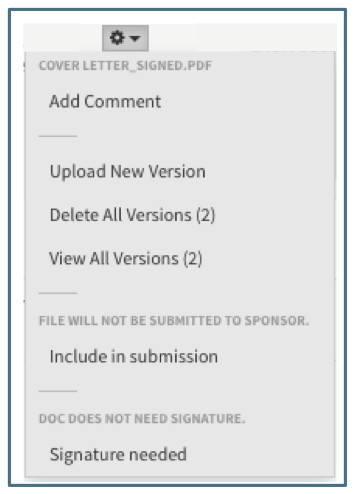 COVER LETTER_SIGNED.PDF
Add Comment
Upload New Version
Delete All Versions (2)
View All Versions (2)
FILE WILL NOT BE SUBMITTED TO SPONSOR.
Include in submission
DOC DOES NOT NEED SIGNATURE.
Signature needed